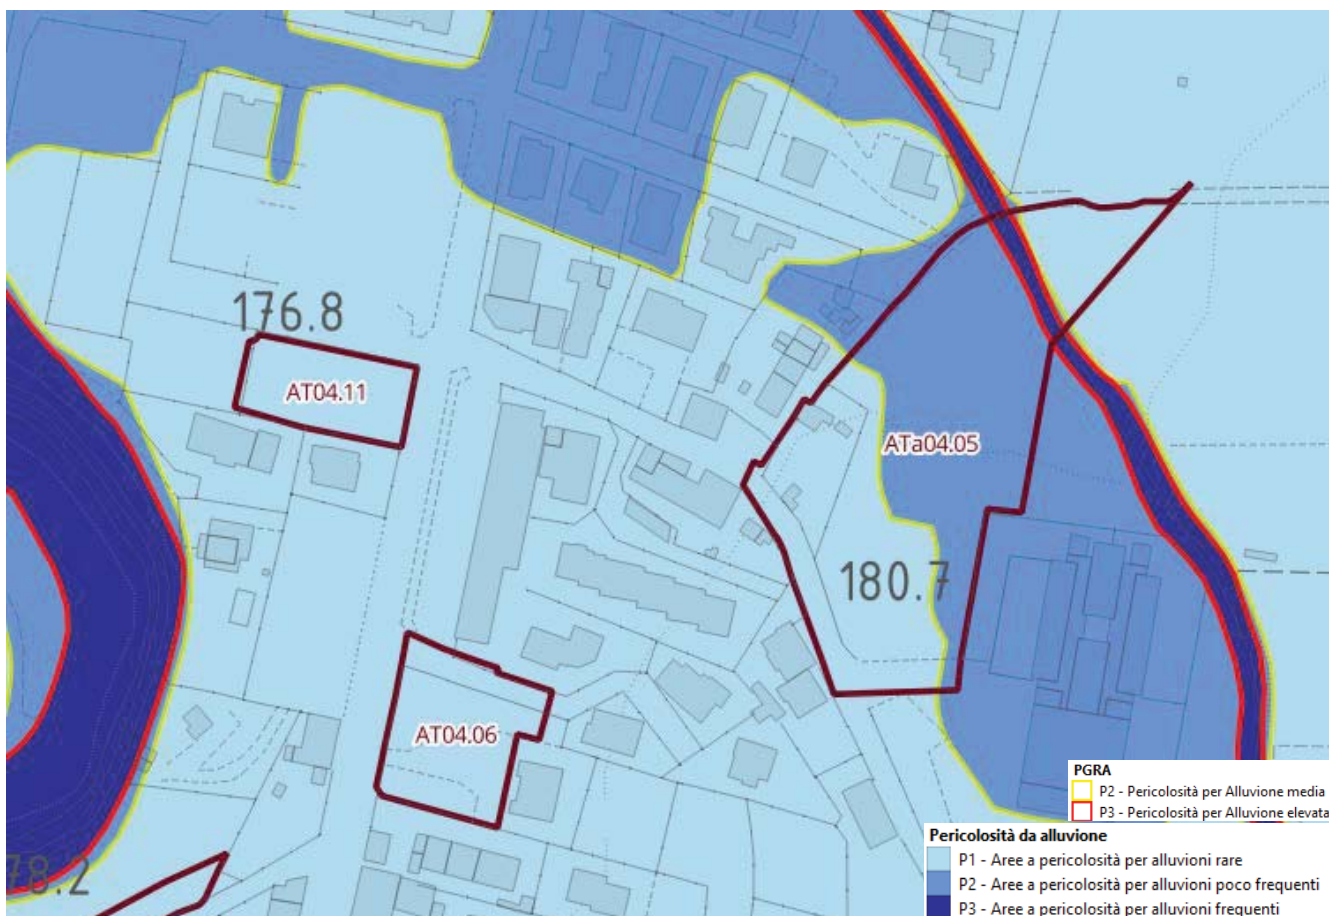 176.8
AT04.11
ATa04.05
180.7
AT04.06
78.2
PGRA
P2 - Pericolosità per Alluvione media
P3 - Pericolosità per Alluvione elevata
Pericolosità da alluvione
P1 - Aree a pericolosità per alluvioni rare
P2 - Aree a pericolosità per alluvioni poco frequenti
P3 - Aree a pericolosità per alluvioni frequenti